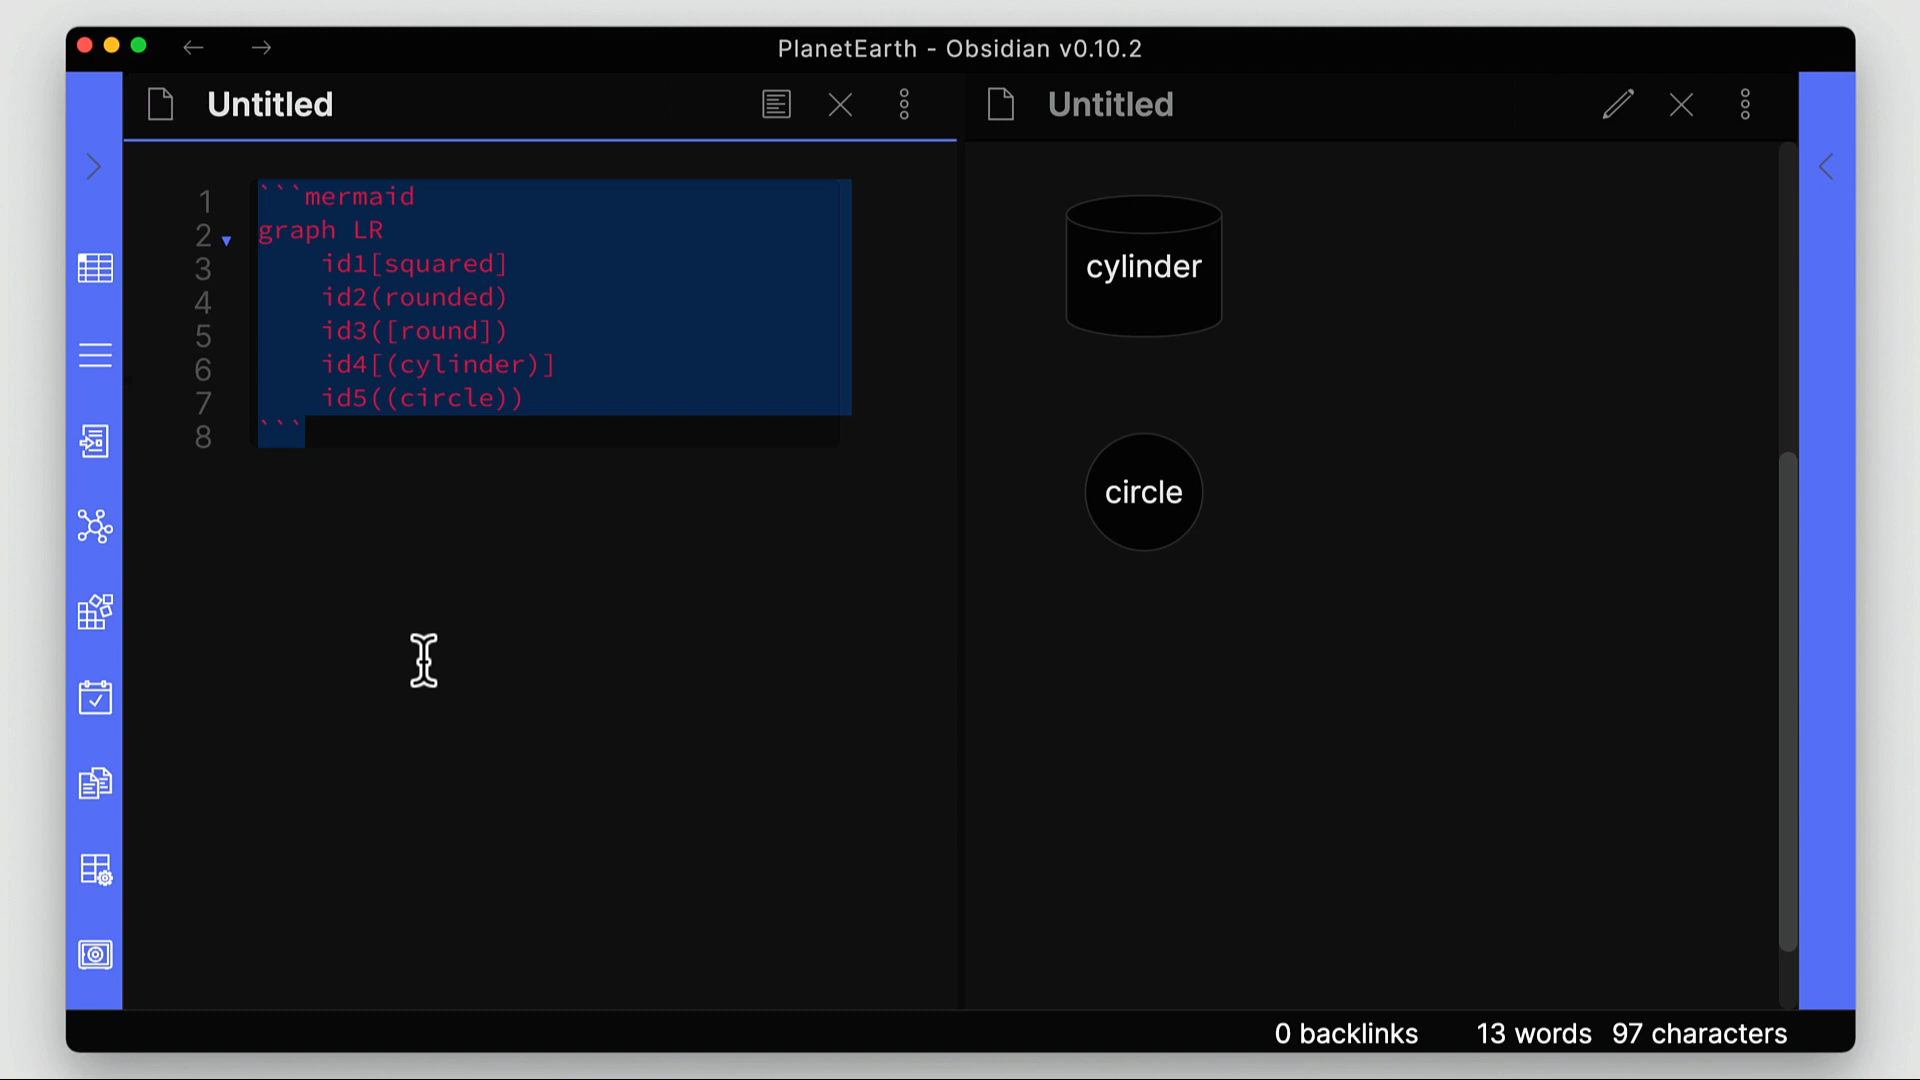 PlanetEarth - Obsidian v0.10.2
Untitled
1 ```mermaid
2 graph LR
3 id1[squared]
4 id2(rounded)
5 id3([round])
6 id4[(cylinder)]
7 id5((circle))
8 ```
Untitled
cylinder
circle
0 backlinks 13 words 97 characters